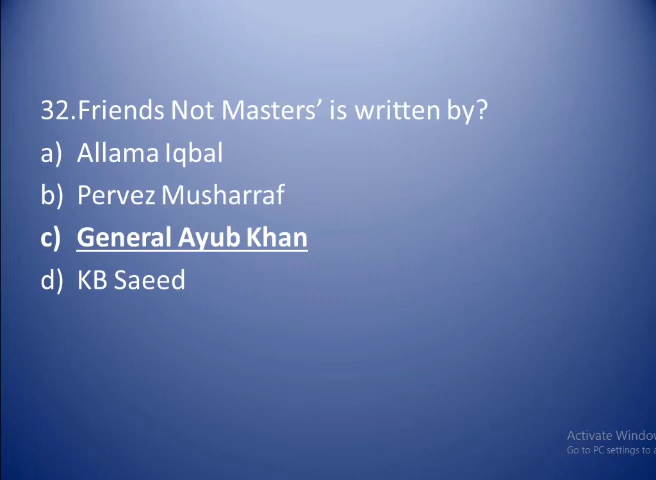 32.Friends Not Masters’ is written by?
a) Allama Iqbal
b) Pervez Musharraf
c) General Ayub Khan
d) KB Saeed
Activate Windo
Go to PC settings to a